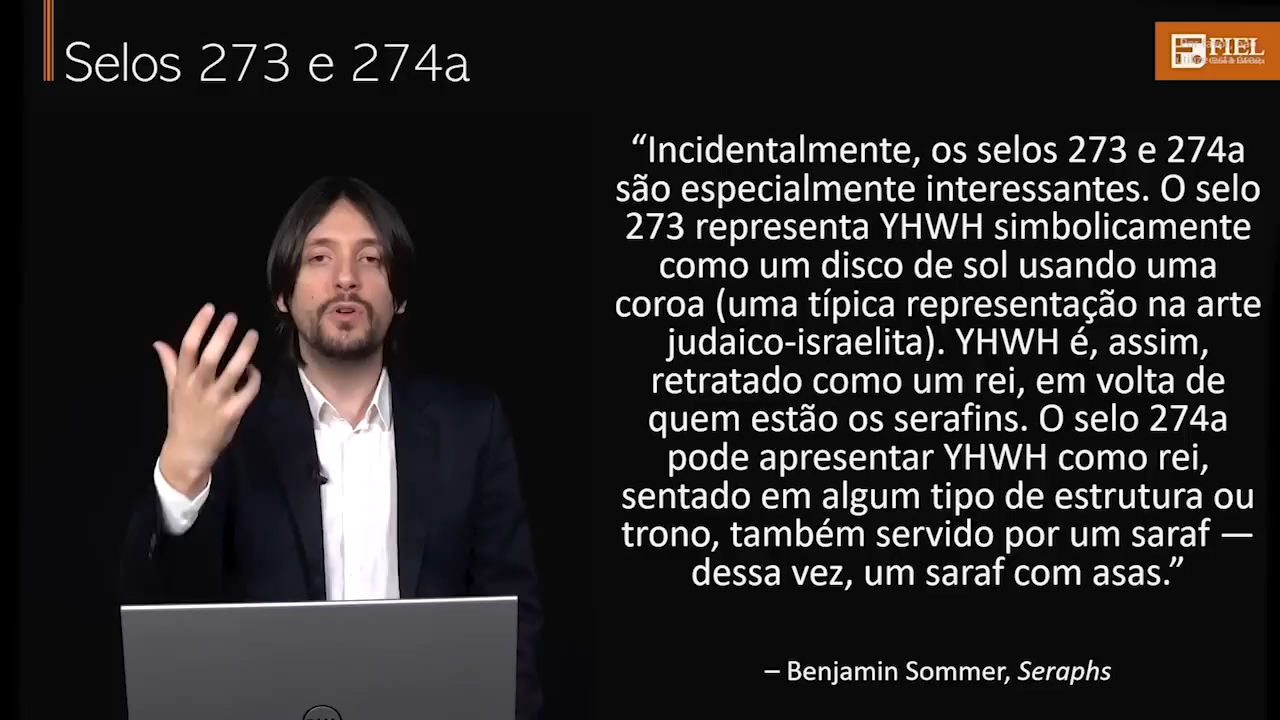 Selos 273 e 274a
FIEL
“Incidentalmente, os selos 273 e 274a
são especialmente interessantes. O selo
273 representa YHWH simbolicamente
como um disco de sol usando uma
coroa (uma típica representação na arte
judaico-israelita). YHWH é, assim,
retratado como um rei, em volta de
quem estão os serafins. O selo 274a
pode apresentar YHWH como rei,
sentado em algum tipo de estrutura ou
trono, também servido por um saraf —
dessa vez, um saraf com asas.”
– Benjamin Sommer, Seraphs